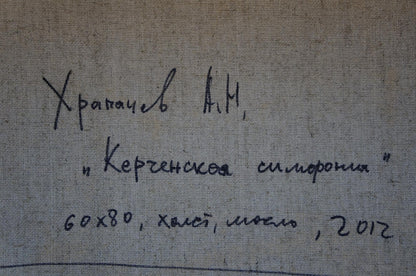 Храпачев А.Н,
„Керченская симфония"
60х80, холст, масло, 2012